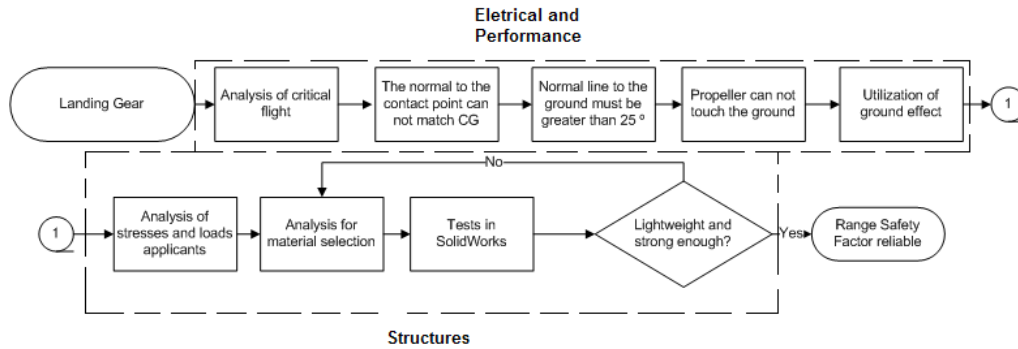 Eletrical and
Performance
Landing Gear
Analysis of critical
flight
The normal to the
contact point can
not match CG
Normal line to the
ground must be
greater than 25 º
Propeller can not
touch the ground
Utilization of
ground effect
1
No
1
Analysis of
stresses and loads
applicants
Analysis for
material selection
Tests in
SolidWorks
Lightweight and
strong enough?
Yes
Range Safety
Factor reliable
Structures